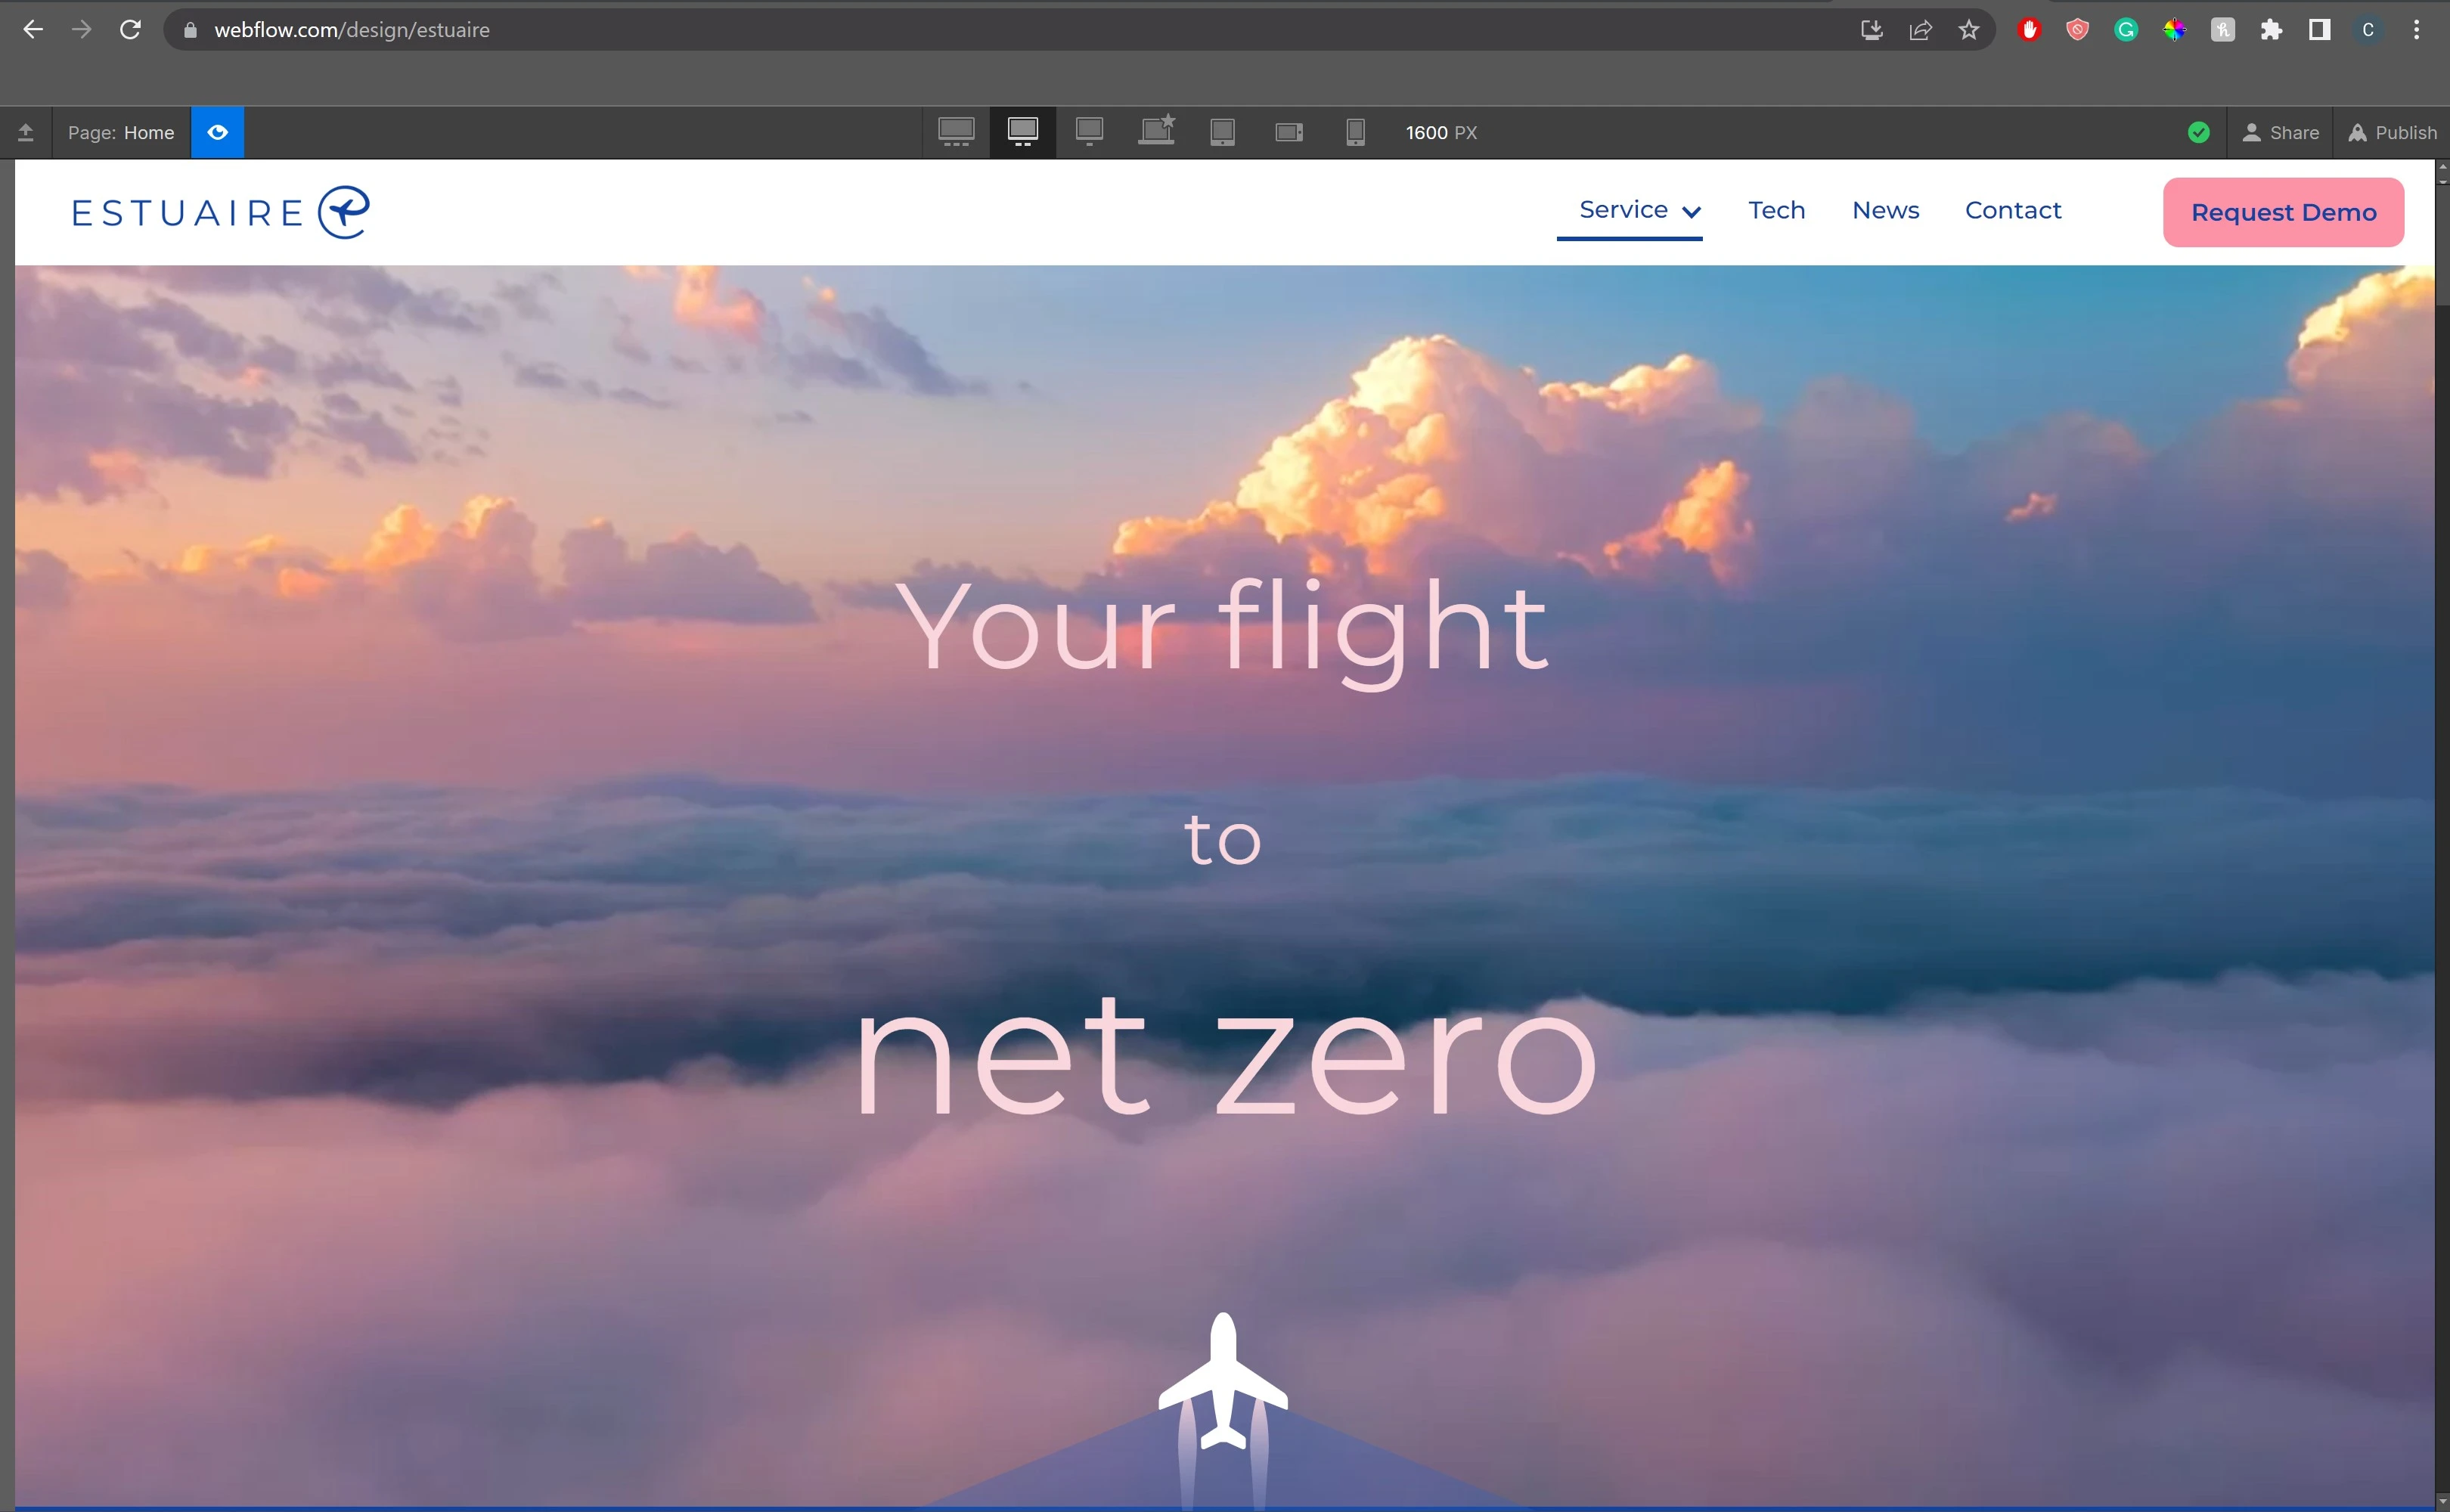 webflow.com/design/estuaire
C
Page: Home
1600 PX
Share
Publish
ESTUAIRE
Service
Tech
News
Contact
Request Demo
Your flight
to
net zero